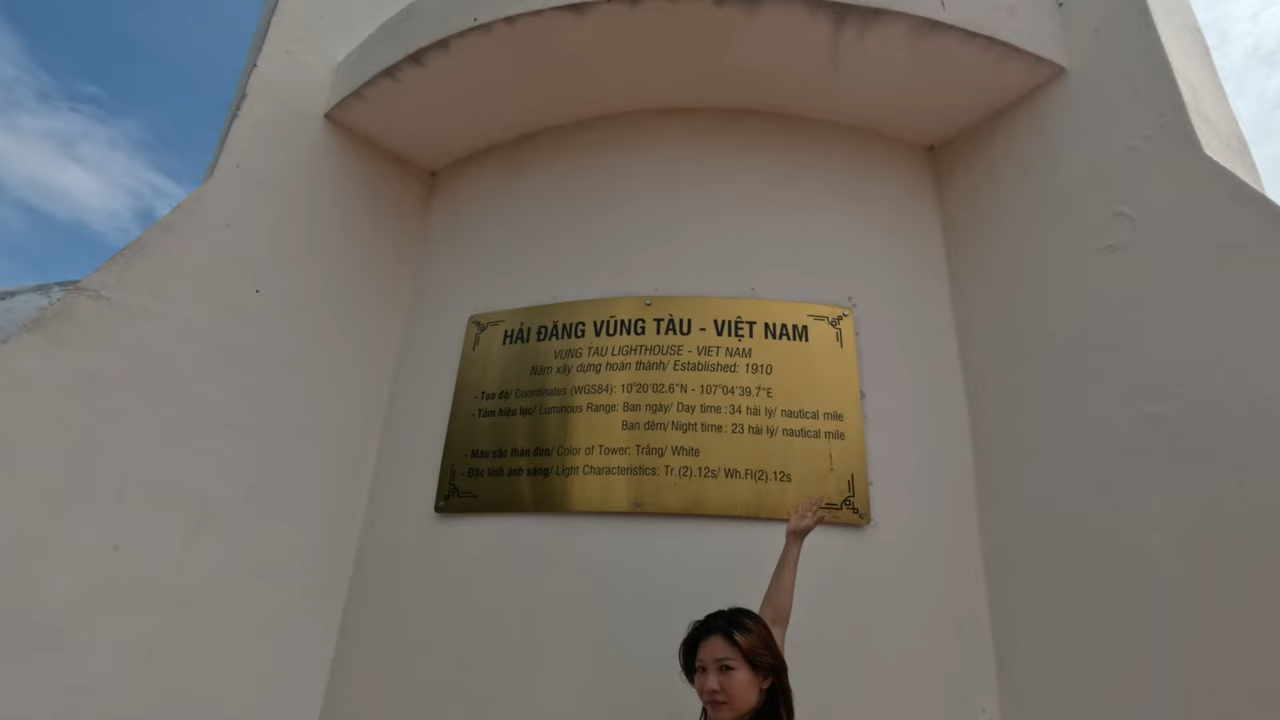 HẢI ĐĂNG VŨNG TÀU - VIỆT NAM
VUNG TAU LIGHTHOUSE - VIET NAM
Năm xây dựng hoàn thành/ Established: 1910
- Tọa độ/ Coordinates (WGS84): 10°20'02.6"N - 107°04'39.7"E
- Tầm hiệu lực/ Luminous Range: Ban ngày/ Day time : 34 hải lý/ nautical mile
Ban đêm/ Night time : 23 hải lý/ nautical mile
- Màu sắc thân đèn/ Color of Tower: Trắng/ White
- Đặc tính ánh sáng/ Light Characteristics: Tr.(2).12s/ Wh.Fl(2).12s